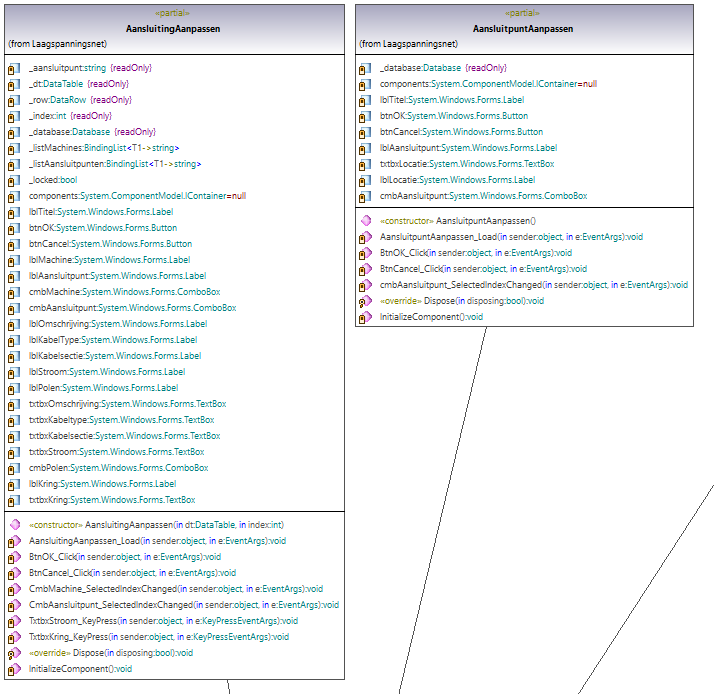 «partial»
AansluitingAanpassen
(from Laagspanningsnet)
_aansluitpunt:string {readOnly}
_dt:DataTable {readOnly}
_row:DataRow {readOnly}
_index:int {readOnly}
_database:Database {readOnly}
_listMachines:BindingList<T1->string>
_listAansluitpunten:BindingList<T1->string>
_locked:bool
components:System.ComponentModel.IContainer=null
lblTitel:System.Windows.Forms.Label
btnOK:System.Windows.Forms.Button
btnCancel:System.Windows.Forms.Button
lblMachine:System.Windows.Forms.Label
lblAansluitpunt:System.Windows.Forms.Label
cmbMachine:System.Windows.Forms.ComboBox
cmbAansluitpunt:System.Windows.Forms.ComboBox
lblOmschrijving:System.Windows.Forms.Label
lblKabelType:System.Windows.Forms.Label
lblKabelsectie:System.Windows.Forms.Label
lblStroom:System.Windows.Forms.Label
lblPolen:System.Windows.Forms.Label
txtbxOmschrijving:System.Windows.Forms.TextBox
txtbxKabeltype:System.Windows.Forms.TextBox
txtbxKabelsectie:System.Windows.Forms.TextBox
txtbxStroom:System.Windows.Forms.TextBox
cmbPolen:System.Windows.Forms.ComboBox
lblKring:System.Windows.Forms.Label
txtbxKring:System.Windows.Forms.TextBox
«constructor» AansluitingAanpassen(in dt:DataTable, in index:int)
AansluitingAanpassen_Load(in sender:object, in e:EventArgs):void
BtnOK_Click(in sender:object, in e:EventArgs):void
BtnCancel_Click(in sender:object, in e:EventArgs):void
CmbMachine_SelectedIndexChanged(in sender:object, in e:EventArgs):void
CmbAansluitpunt_SelectedIndexChanged(in sender:object, in e:EventArgs):void
TxtbxStroom_KeyPress(in sender:object, in e:KeyPressEventArgs):void
TxtbxKring_KeyPress(in sender:object, in e:KeyPressEventArgs):void
«override» Dispose(in disposing:bool):void
InitializeComponent():void
«partial»
AansluitpuntAanpassen
(from Laagspanningsnet)
_database:Database {readOnly}
components:System.ComponentModel.IContainer=null
lblTitel:System.Windows.Forms.Label
btnOK:System.Windows.Forms.Button
btnCancel:System.Windows.Forms.Button
lblAansluitpunt:System.Windows.Forms.Label
txtbxLocatie:System.Windows.Forms.TextBox
lblLocatie:System.Windows.Forms.Label
cmbAansluitpunt:System.Windows.Forms.ComboBox
«constructor» AansluitpuntAanpassen()
AansluitpuntAanpassen_Load(in sender:object, in e:EventArgs):void
BtnOK_Click(in sender:object, in e:EventArgs):void
BtnCancel_Click(in sender:object, in e:EventArgs):void
cmbAansluitpunt_SelectedIndexChanged(in sender:object, in e:EventArgs):void
«override» Dispose(in disposing:bool):void
InitializeComponent():void